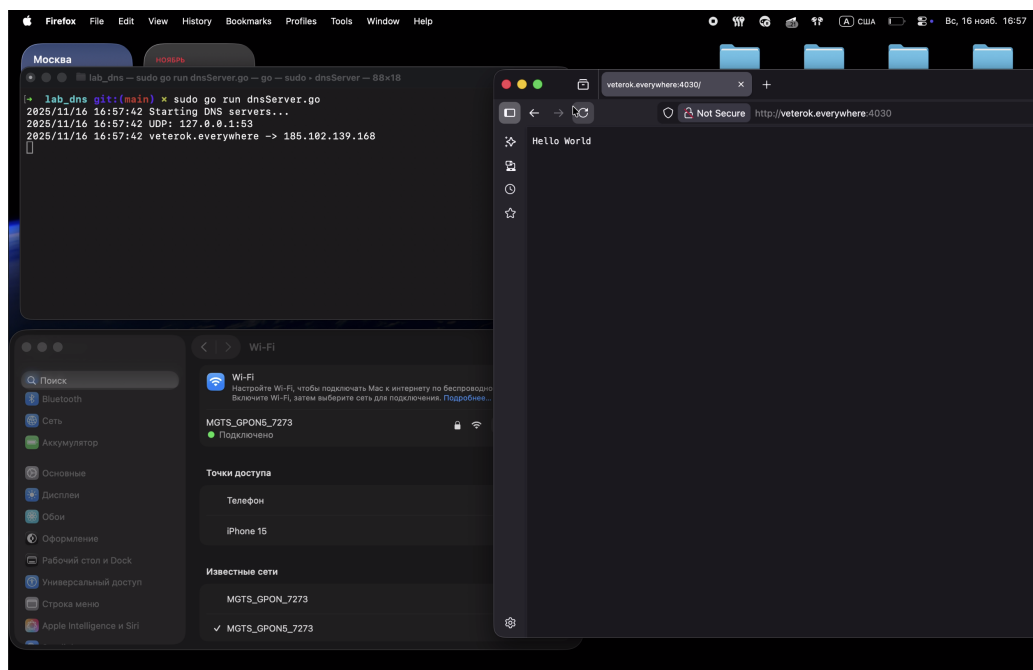 Firefox File Edit View History Bookmarks Profiles Tools Window Help
A США Вс, 16 нояб. 16:57
Москва
НОЯБРЬ
lab_dns — sudo go run dnsServer.go — go — sudo • dnsServer — 88×18
lab_dns git:(main) × sudo go run dnsServer.go
2025/11/16 16:57:42 Starting DNS servers...
2025/11/16 16:57:42 UDP: 127.0.0.1:53
2025/11/16 16:57:42 veterok.everywhere -> 185.102.139.168
veterok.everywhere:4030/
Not Secure http://veterok.everywhere:4030
Hello World
Wi-Fi
Поиск
Bluetooth
Сеть
Аккумулятор
Основные
Дисплеи
Обои
Оформление
Рабочий стол и Dock
Универсальный доступ
Строка меню
Apple Intelligence и Siri
Wi-Fi
Настройте Wi-Fi, чтобы подключать Mac к интернету по беспроводно
Включите Wi-Fi, затем выберите сеть для подключения. Подробнее...
MGTS_GPON5_7273
Подключено
Точки доступа
Телефон
iPhone 15
Известные сети
MGTS_GPON_7273
MGTS_GPON5_7273